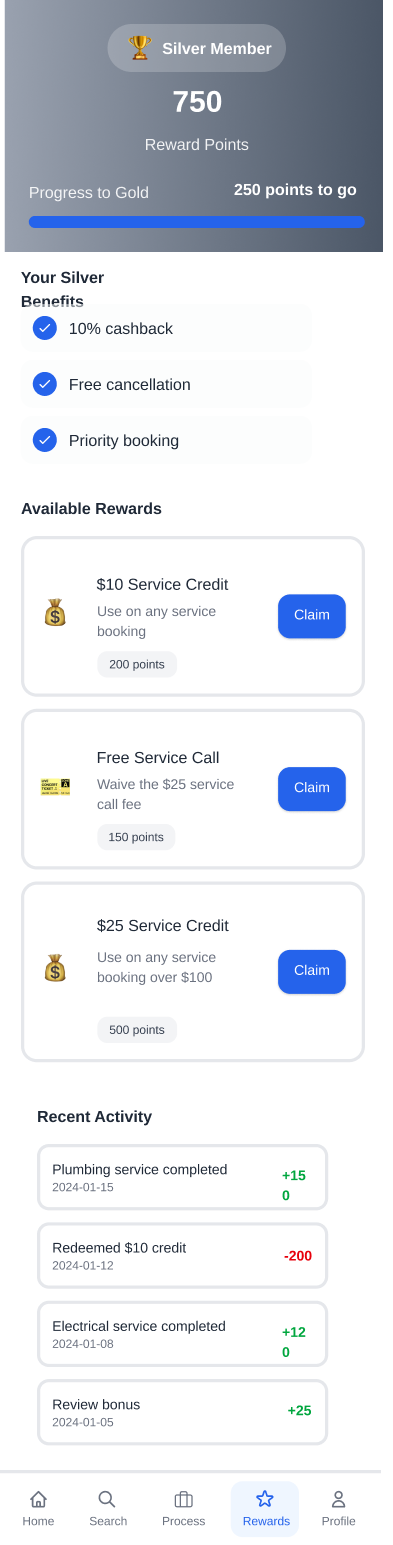 Silver Member
750
Reward Points
Progress to Gold
250 points to go
Your Silver
Benefits
10% cashback
Free cancellation
Priority booking
Available Rewards
$10 Service Credit
Use on any service
booking
200 points
Claim
Free Service Call
Waive the $25 service
call fee
150 points
Claim
$25 Service Credit
Use on any service
booking over $100
500 points
Claim
Recent Activity
Plumbing service completed
2024-01-15
+15
0
Redeemed $10 credit
2024-01-12
-200
Electrical service completed
2024-01-08
+12
0
Review bonus
2024-01-05
+25
Home
Search
Process
Rewards
Profile